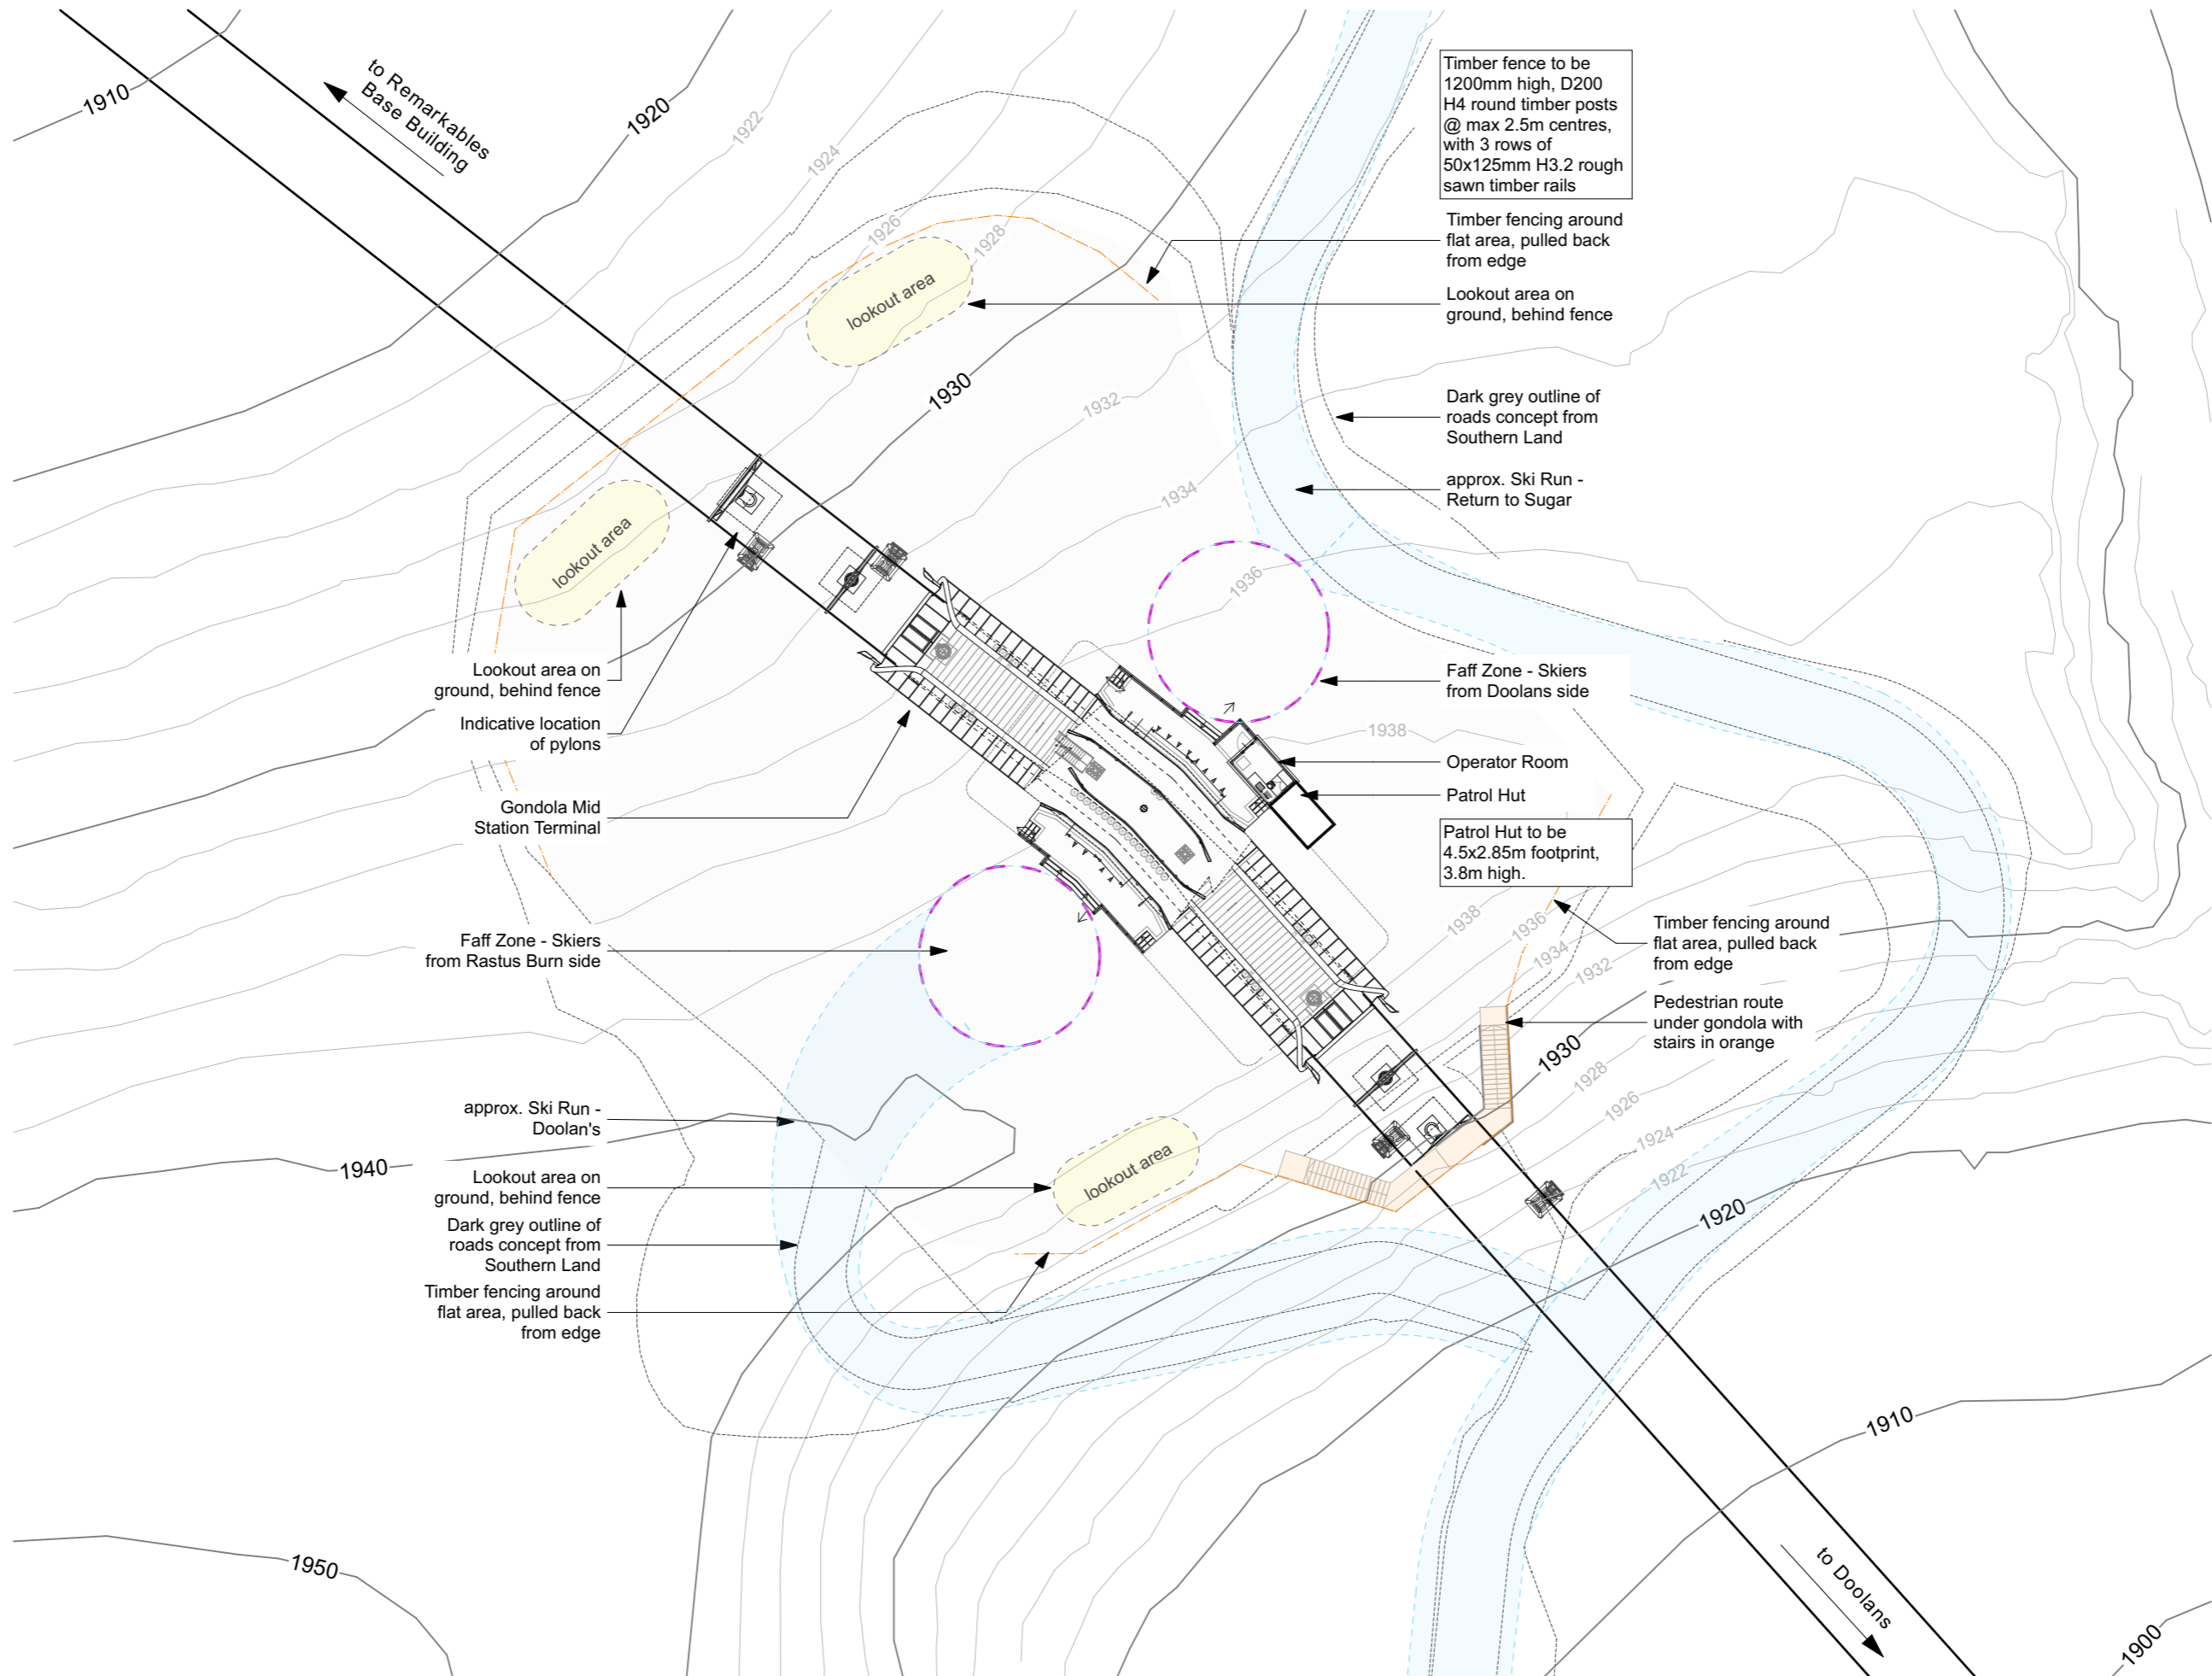 to Remarkables
Base Building
1910
1920
1922
1924
1926
1928
1930
1932
1934
1936
1938
lookout area
lookout area
Timber fence to be
1200mm high, D200
H4 round timber posts
@ max 2.5m centres,
with 3 rows of
50x125mm H3.2 rough
sawn timber rails
Timber fencing around
flat area, pulled back
from edge
Lookout area on
ground, behind fence
Dark grey outline of
roads concept from
Southern Land
approx. Ski Run -
Return to Sugar
Faff Zone - Skiers
from Doolans side
Operator Room
Patrol Hut
Patrol Hut to be
4.5x2.85m footprint,
3.8m high.
Timber fencing around
flat area, pulled back
from edge
Pedestrian route
under gondola with
stairs in orange
Lookout area on
ground, behind fence
Indicative location
of pylons
Gondola Mid
Station Terminal
Faff Zone - Skiers
from Rastus Burn side
approx. Ski Run -
Doolan's
Lookout area on
ground, behind fence
Dark grey outline of
roads concept from
Southern Land
Timber fencing around
flat area, pulled back
from edge
lookout area
1938
1936
1934
1932
1930
1928
1926
1924
1922
1920
1910
1900
1940
1950
to Doolans